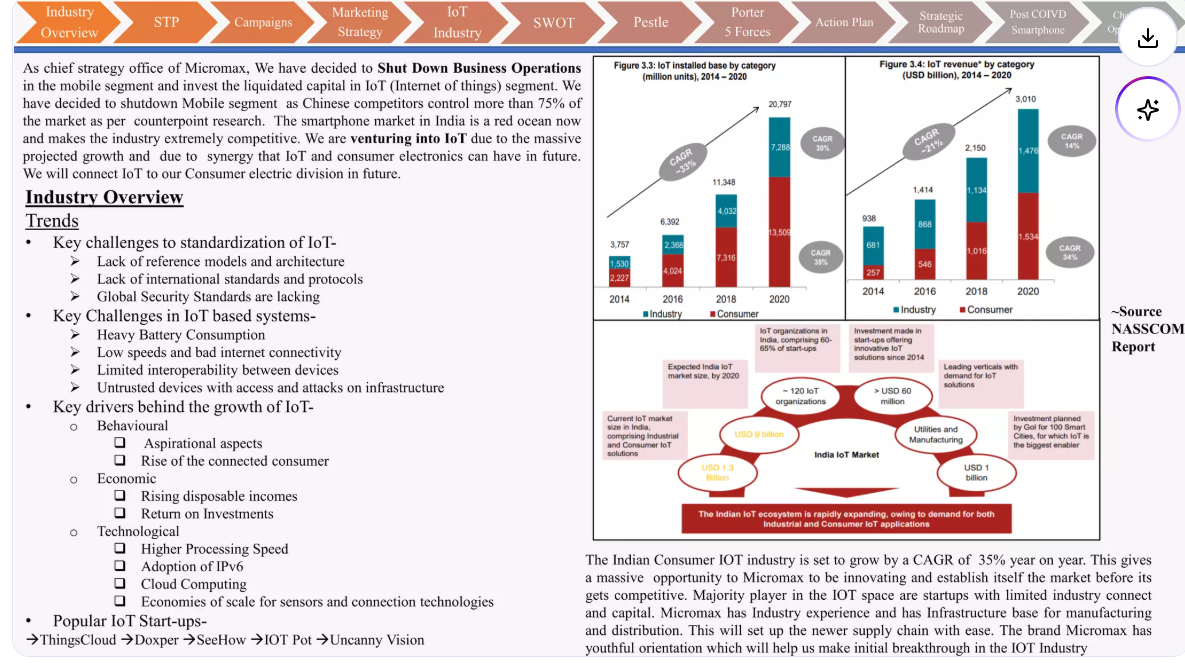 Industry
Overview
STP
Campaigns
Marketing
Strategy
IoT
Industry
SWOT
Pestle
Porter
5 Forces
Action Plan
Strategic
Roadmap
Post COIVD
Smartphone
As chief strategy office of Micromax, We have decided to Shut Down Business Operations
in the mobile segment and invest the liquidated capital in IoT (Internet of things) segment. We
have decided to shutdown Mobile segment as Chinese competitors control more than 75% of
the market as per counterpoint research. The smartphone market in India is a red ocean now
and makes the industry extremely competitive. We are venturing into IoT due to the massive
projected growth and due to synergy that IoT and consumer electronics can have in future.
We will connect IoT to our Consumer electric division in future.
Industry Overview
Trends
• Key challenges to standardization of IoT-
➢ Lack of reference models and architecture
➢ Lack of international standards and protocols
➢ Global Security Standards are lacking
• Key Challenges in IoT based systems-
➢ Heavy Battery Consumption
➢ Low speeds and bad internet connectivity
➢ Limited interoperability between devices
➢ Untrusted devices with access and attacks on infrastructure
• Key drivers behind the growth of IoT-
o Behavioural
❑ Aspirational aspects
❑ Rise of the connected consumer
o Economic
❑ Rising disposable incomes
❑ Return on Investments
o Technological
❑ Higher Processing Speed
❑ Adoption of IPv6
❑ Cloud Computing
❑ Economies of scale for sensors and connection technologies
• Popular IoT Start-ups-
→ThingsCloud →Doxper →SeeHow →IOT Pot →Uncanny Vision
Figure 3.3: IoT installed base by category
(million units), 2014 – 2020
20,797
7,288
13,509
CAGR
30%
CAGR
35%
CAGR
~33%
11,348
4,032
7,316
6,392
2,368
4,024
3,757
1,530
2,227
2014 2016 2018 2020
Industry Consumer
Figure 3.4: IoT revenue* by category
(USD billion), 2014 – 2020
3,010
1,476
1,534
CAGR
14%
CAGR
34%
CAGR
~21%
2,150
1,134
1,016
1,414
868
546
938
681
257
2014 2016 2018 2020
Industry Consumer
~Source
NASSCOM
Report
Current IoT market
size in India,
comprising Industrial
and Consumer IoT
solutions
USD 1.3
Billion
Expected India IoT
market size, by 2020
USD 9 billion
IoT organizations in
India, comprising 60-
65% of start-ups
~ 120 IoT
organizations
Investment made in
start-ups offering
innovative IoT
solutions since 2014
> USD 60
million
Leading verticals with
demand for IoT
solutions
Utilities and
Manufacturing
Investment planned
by GoI for 100 Smart
Cities, for which IoT is
the biggest enabler
USD 1
billion
India IoT Market
The Indian IoT ecosystem is rapidly expanding, owing to demand for both
Industrial and Consumer IoT applications
The Indian Consumer IOT industry is set to grow by a CAGR of 35% year on year. This gives
a massive opportunity to Micromax to be innovating and establish itself the market before its
gets competitive. Majority player in the IOT space are startups with limited industry connect
and capital. Micromax has Industry experience and has Infrastructure base for manufacturing
and distribution. This will set up the newer supply chain with ease. The brand Micromax has
youthful orientation which will help us make initial breakthrough in the IOT Industry